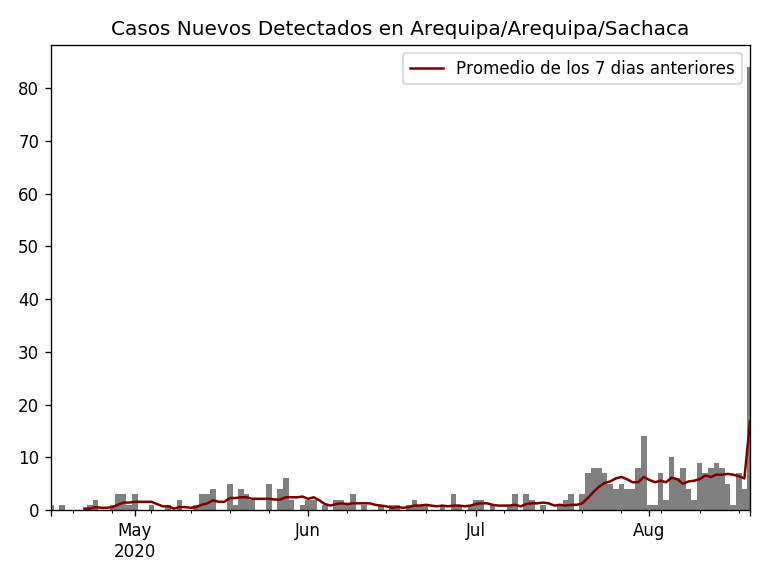 Casos Nuevos Detectados en Arequipa/Arequipa/Sachaca
Promedio de los 7 dias anteriores
80
70
60
50
40
30
20
10
0
May
2020
Jun
Jul
Aug